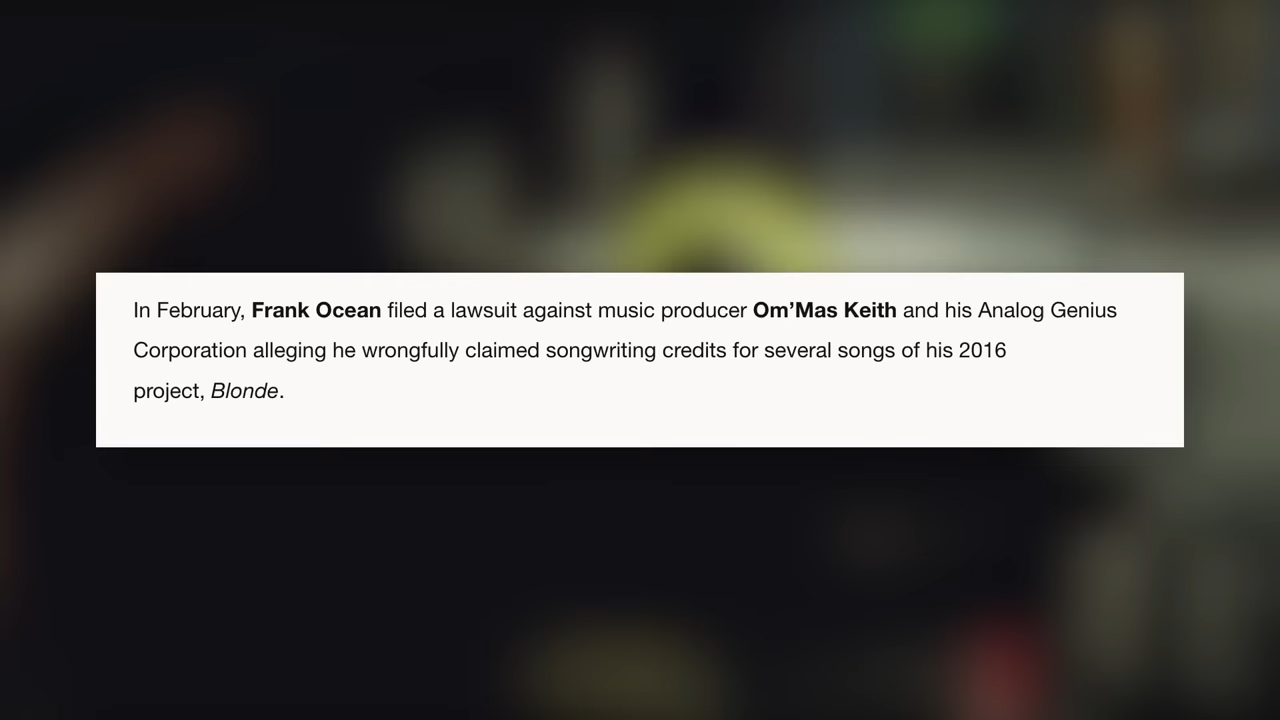 In February, Frank Ocean filed a lawsuit against music producer Om’Mas Keith and his Analog Genius
Corporation alleging he wrongfully claimed songwriting credits for several songs of his 2016
project, Blonde.